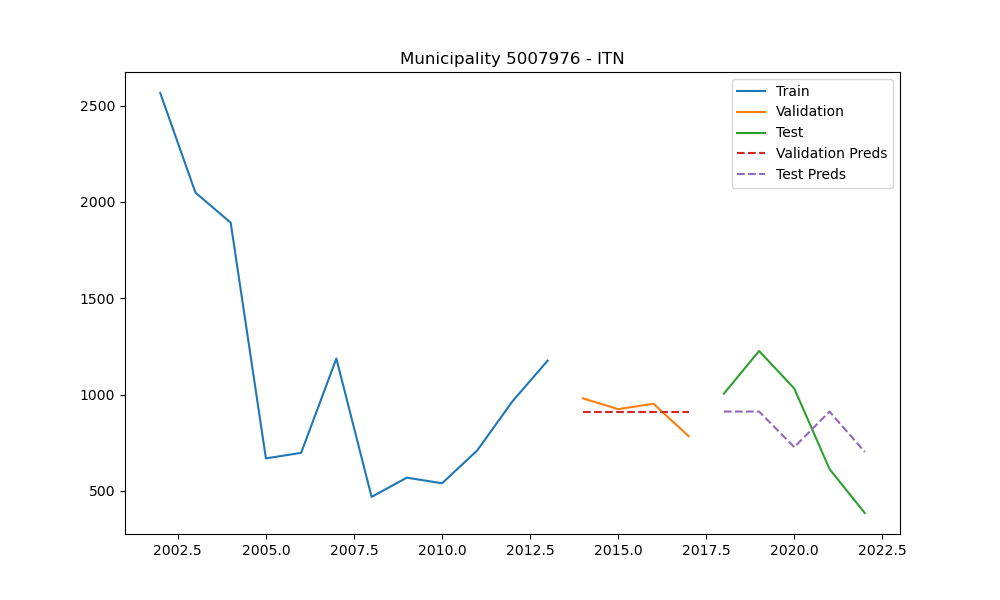 Municipality 5007976 - ITN
Train
Validation
Test
Validation Preds
Test Preds
2500
2000
1500
1000
500
2002.5 2005.0 2007.5 2010.0 2012.5 2015.0 2017.5 2020.0 2022.5